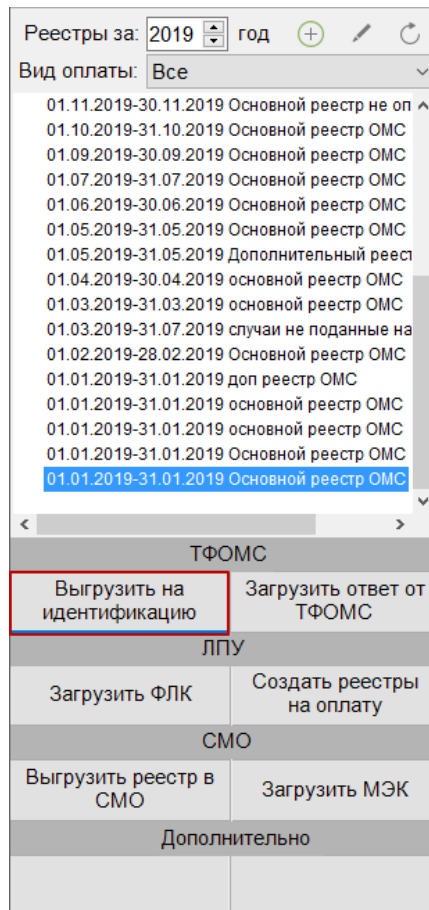 Реестры за: 2019 год
Вид оплаты: Все
01.11.2019-30.11.2019 Основной реестр не оп
01.10.2019-31.10.2019 Основной реестр ОМС
01.09.2019-30.09.2019 Основной реестр ОМС
01.07.2019-31.07.2019 Основной реестр ОМС
01.06.2019-30.06.2019 Основной реестр ОМС
01.05.2019-31.05.2019 Основной реестр ОМС
01.05.2019-31.05.2019 Дополнительный реест
01.04.2019-30.04.2019 основной реестр ОМС
01.03.2019-31.03.2019 основной реестр ОМС
01.03.2019-31.07.2019 случаи не поданные на
01.02.2019-28.02.2019 Основной реестр ОМС
01.01.2019-31.01.2019 доп реестр ОМС
01.01.2019-31.01.2019 основной реестр ОМС
01.01.2019-31.01.2019 основной реестр ОМС
01.01.2019-31.01.2019 Основной реестр ОМС
01.01.2019-31.01.2019 Основной реестр ОМС
ТФОМС
Выгрузить на
идентификацию
Загрузить ответ от
ТФОМС
ЛПУ
Загрузить ФЛК
Создать реестры
на оплату
СМО
Выгрузить реестр в
СМО
Загрузить МЭК
Дополнительно